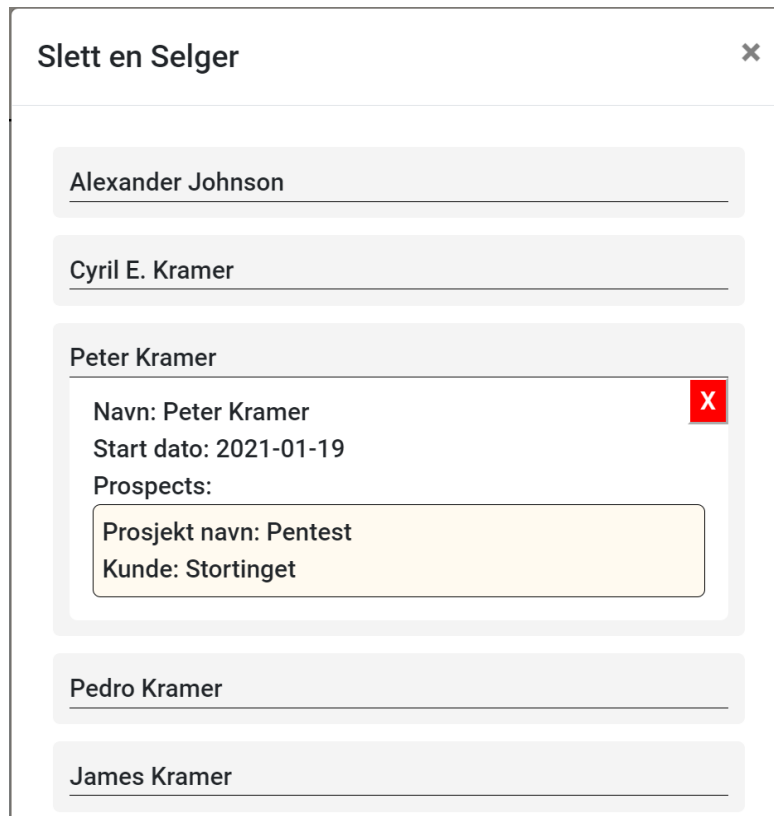 Slett en Selger ×
Alexander Johnson
Cyril E. Kramer
Peter Kramer
X
Navn: Peter Kramer
Start dato: 2021-01-19
Prospects:
Prosjekt navn: Pentest
Kunde: Stortinget
Pedro Kramer
James Kramer